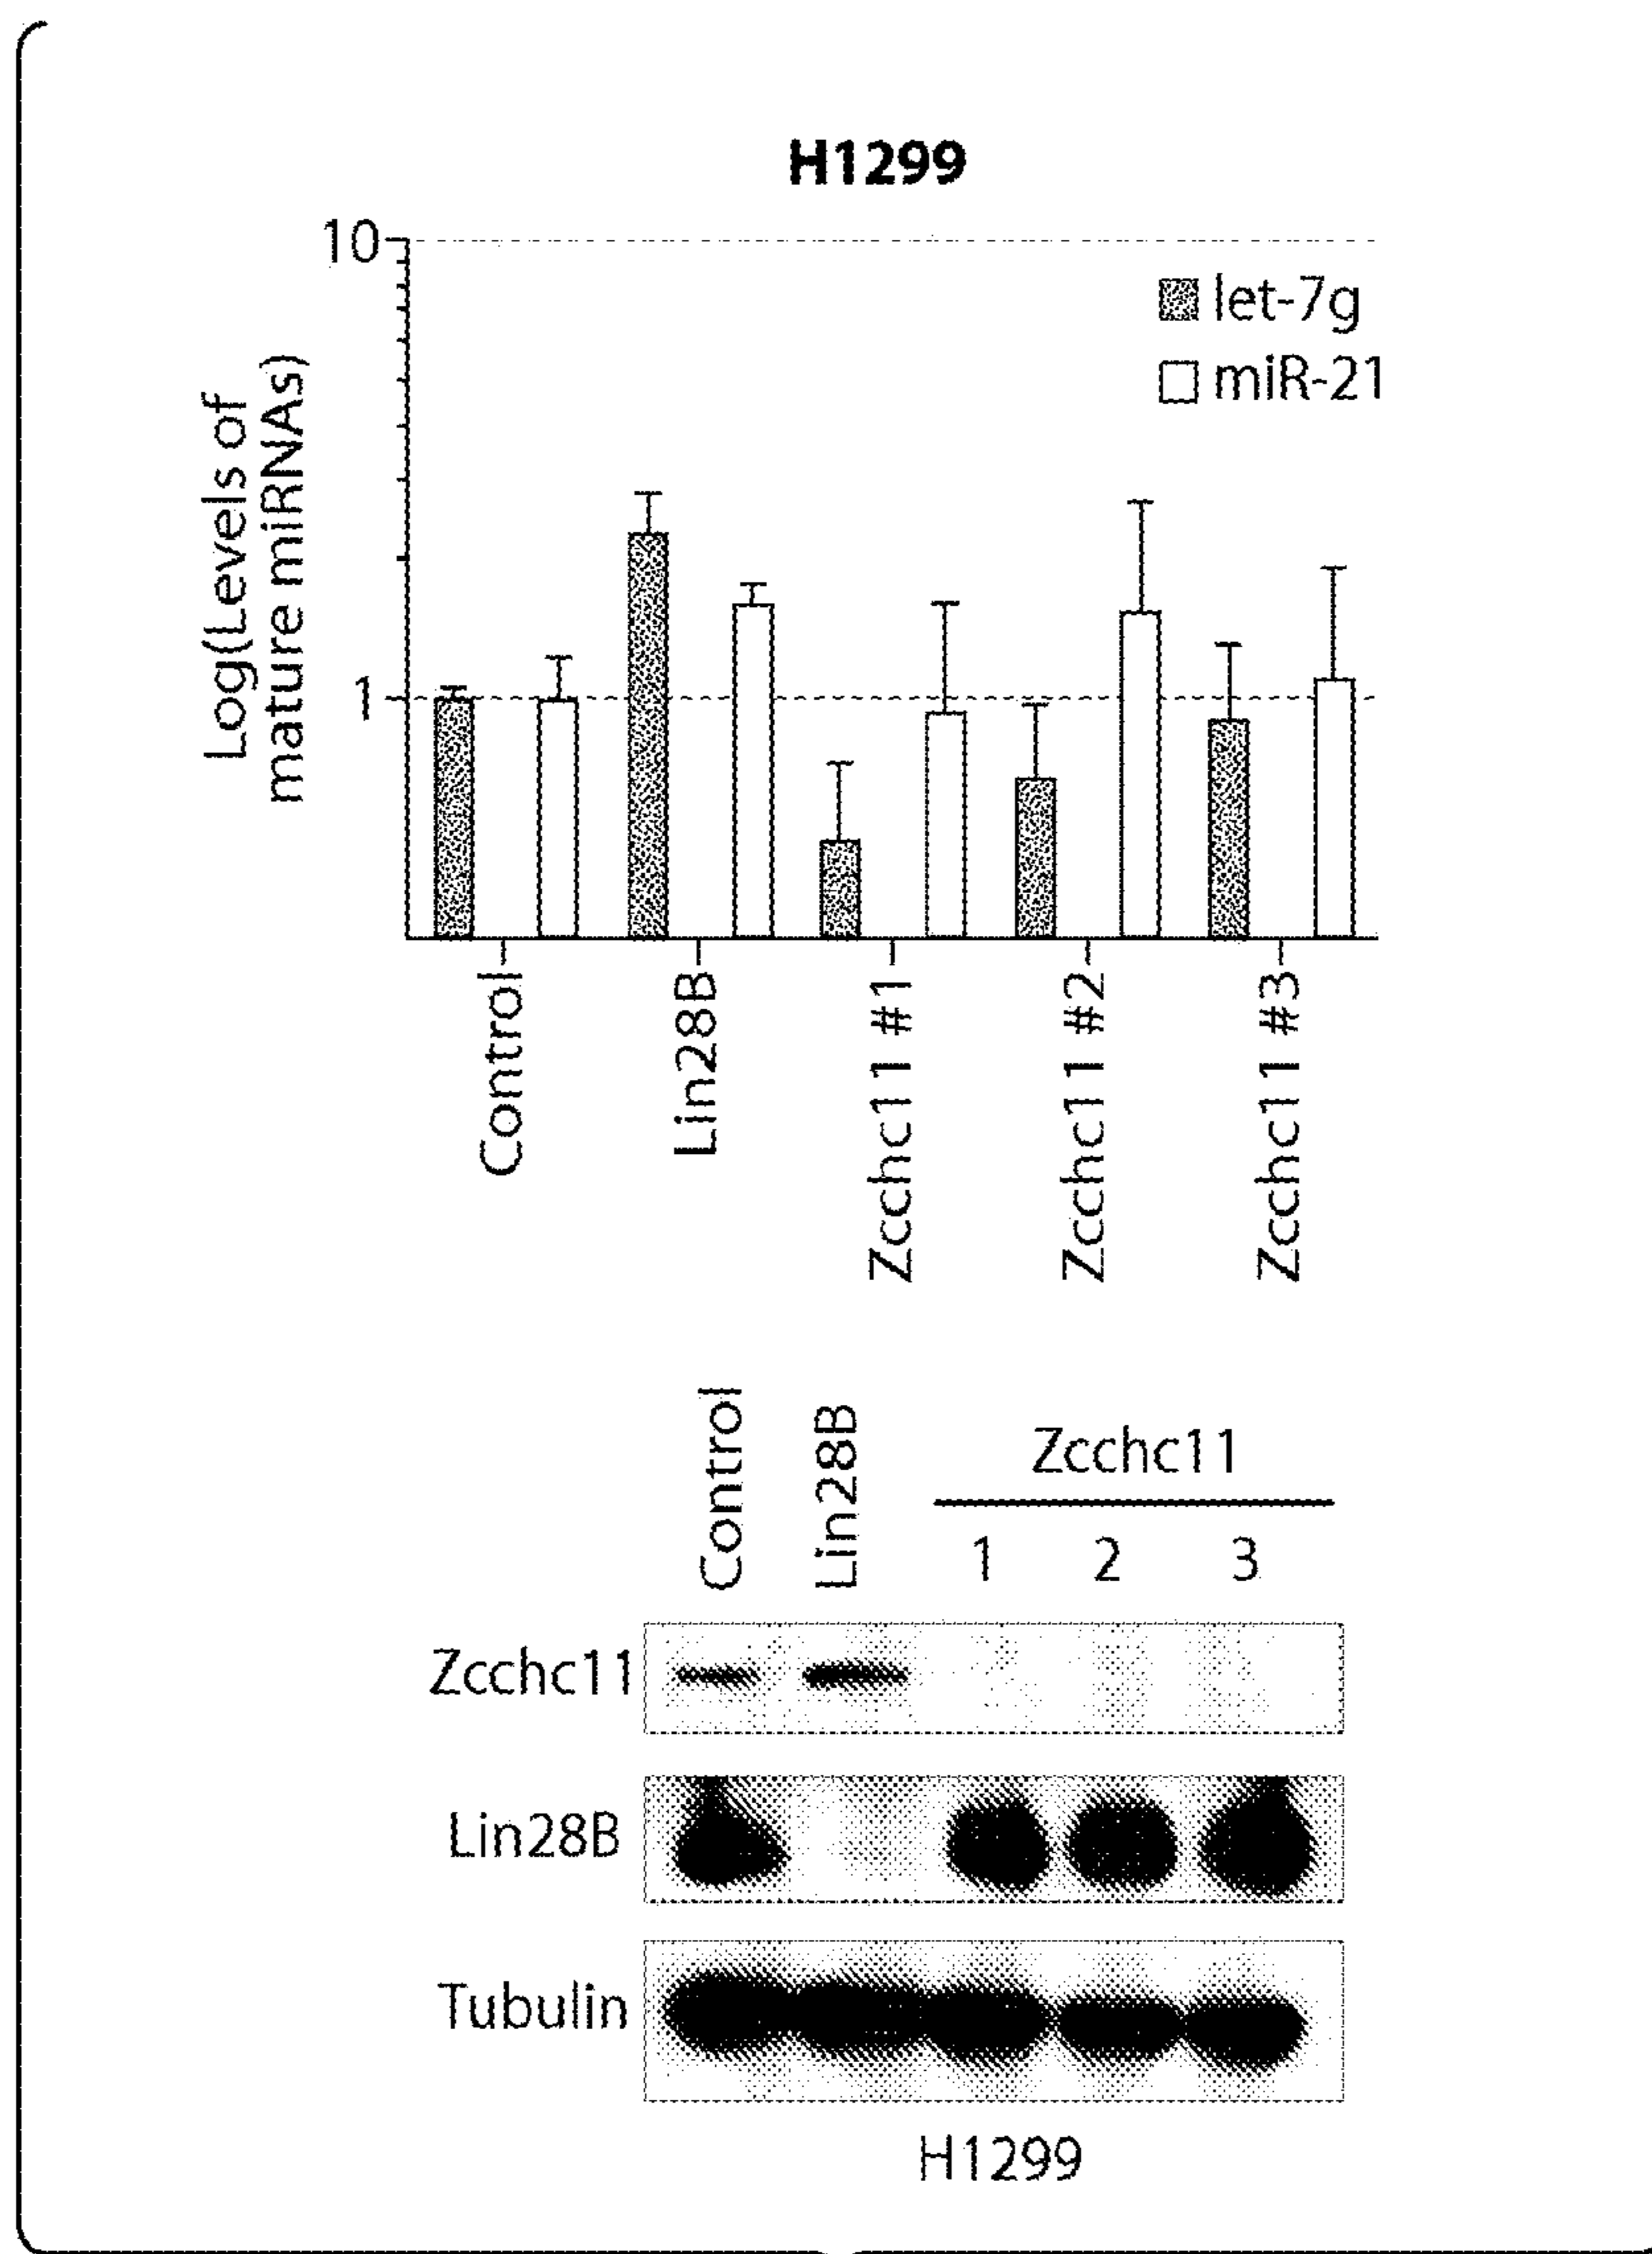 H1299
10
1
Log(Levels of
mature miRNAs)
let-7g
miR-21
Control
Lin28B
Zcchc11 #1
Zcchc11 #2
Zcchc11 #3
Control
Lin28B
Zcchc11
1 2 3
Zcchc11
Lin28B
Tubulin
H1299